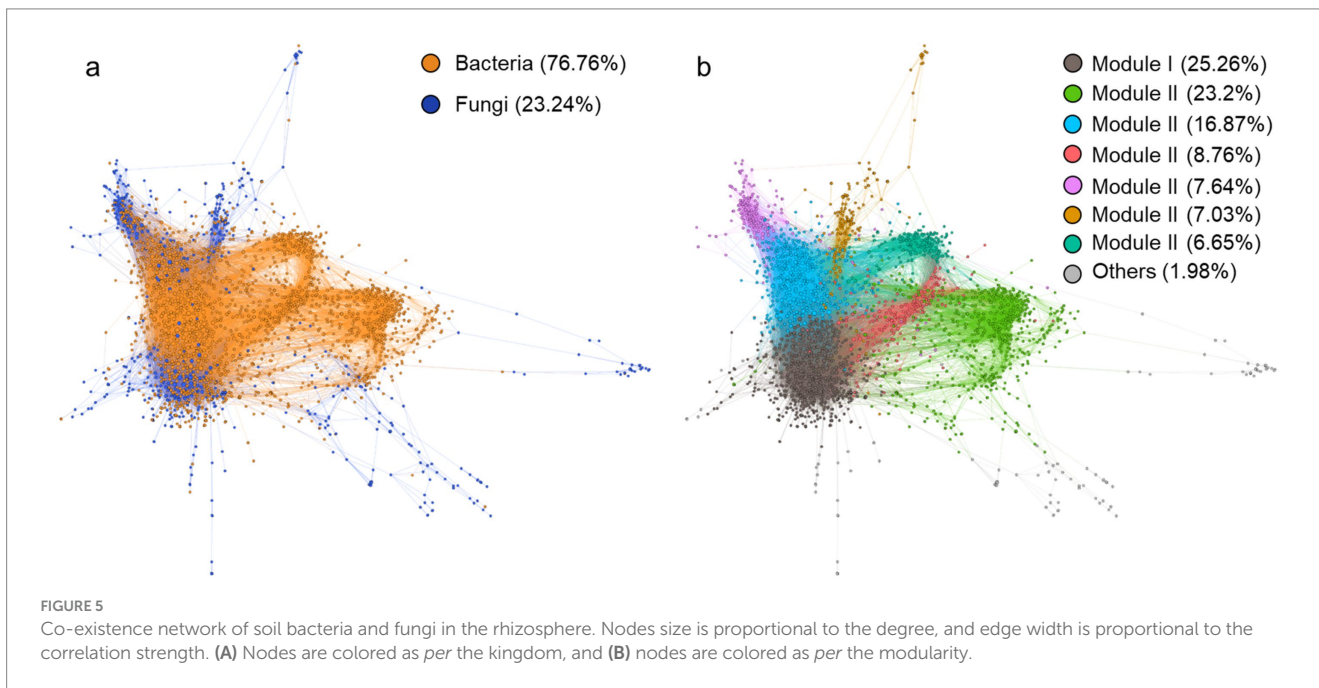 a
Bacteria (76.76%)
Fungi (23.24%)
b
Module I (25.26%)
Module II (23.2%)
Module II (16.87%)
Module II (8.76%)
Module II (7.64%)
Module II (7.03%)
Module II (6.65%)
Others (1.98%)
FIGURE 5
Co-existence network of soil bacteria and fungi in the rhizosphere. Nodes size is proportional to the degree, and edge width is proportional to the
correlation strength. (A) Nodes are colored as per the kingdom, and (B) nodes are colored as per the modularity.